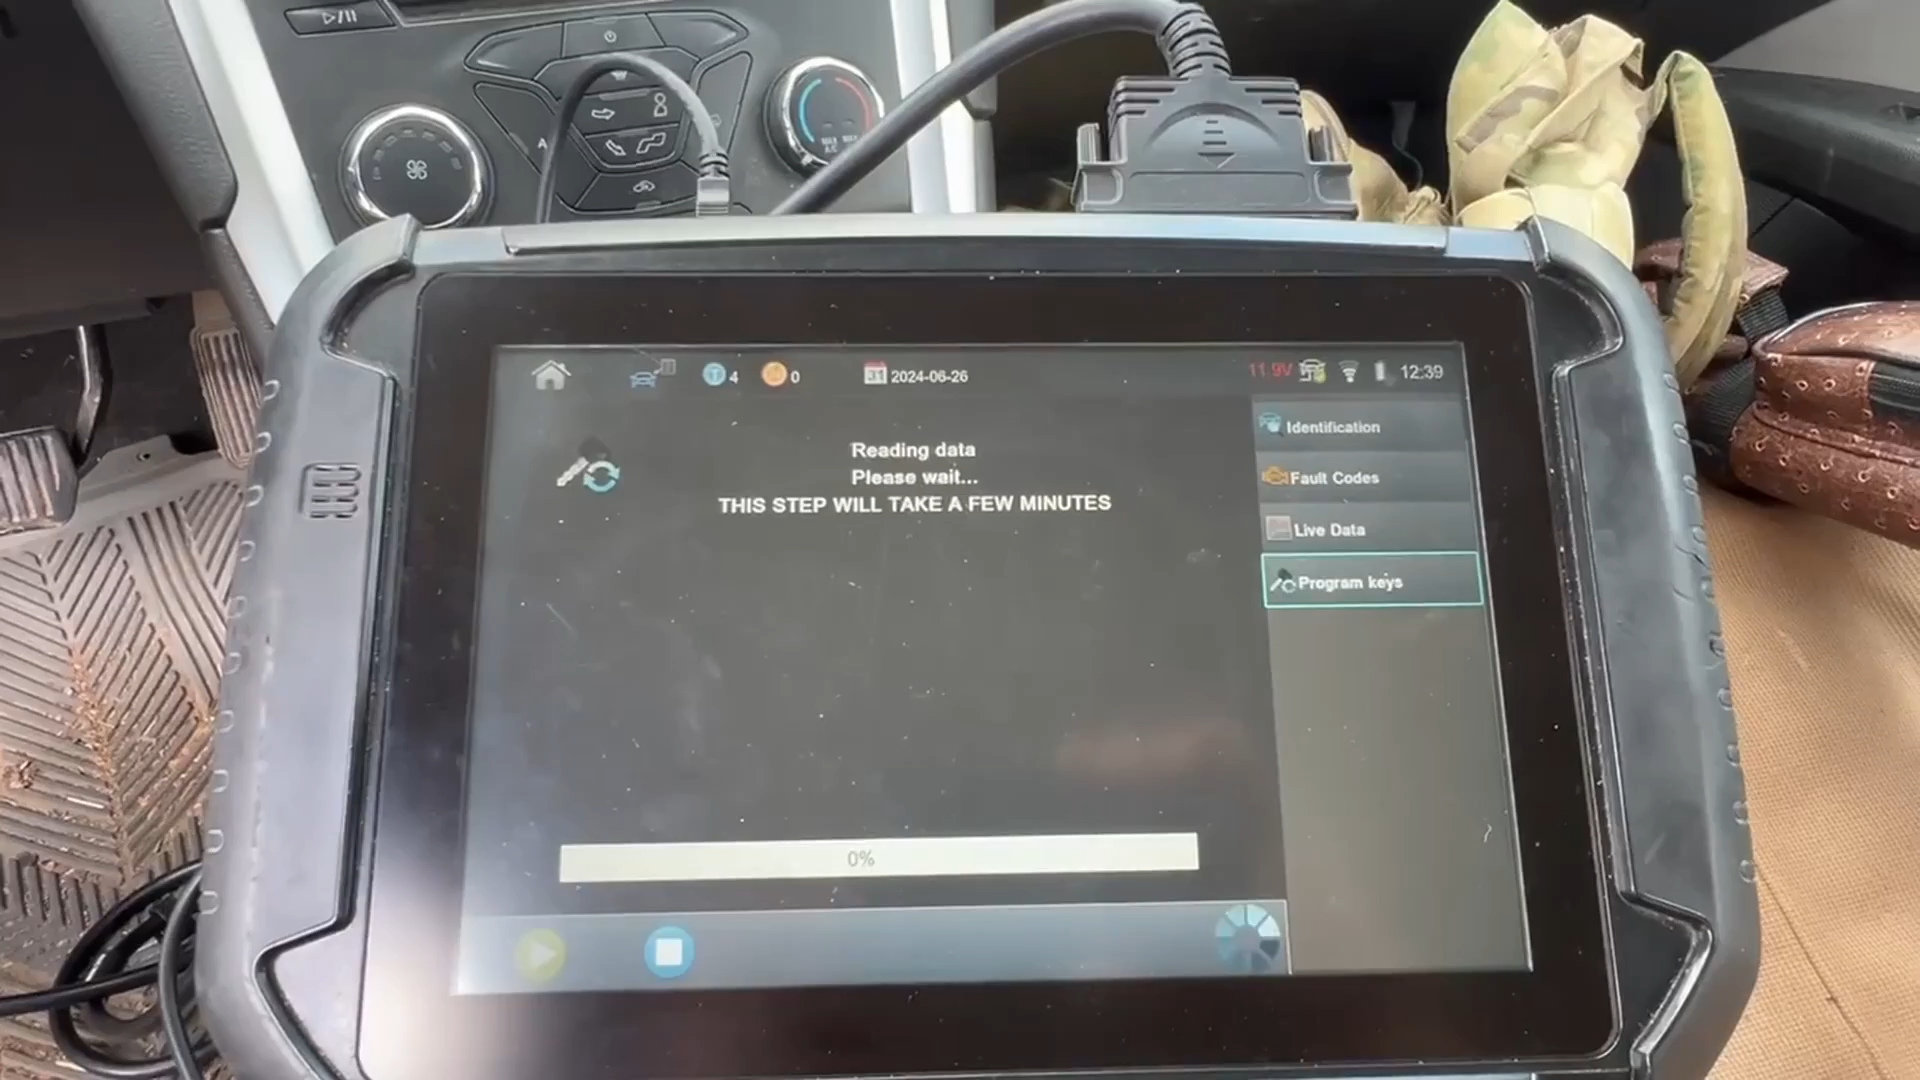 4
0
31
2024-06-26
11.9V
12:39
Identification
Reading data
Fault Codes
Please wait...
THIS STEP WILL TAKE A FEW MINUTES
Live Data
Program keys
0%